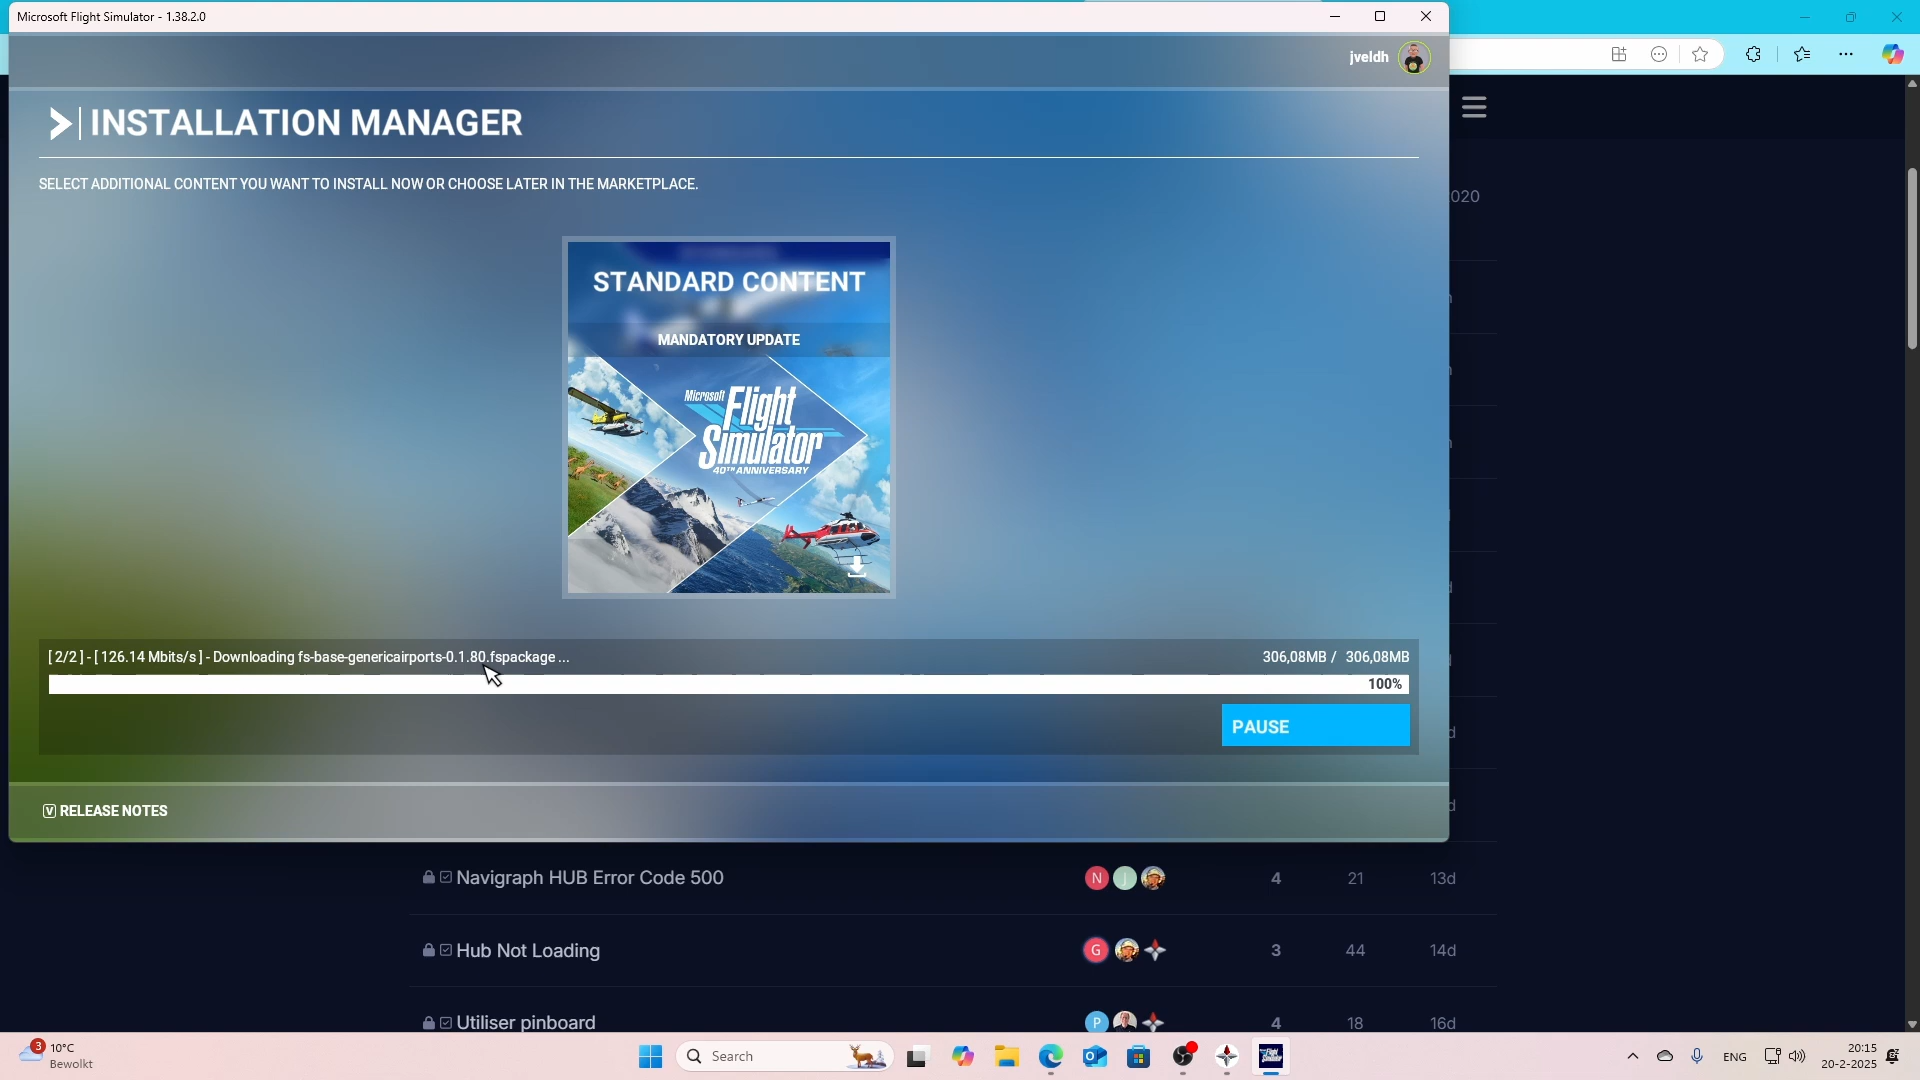 Microsoft Flight Simulator - 1.38.2.0
jveldh
INSTALLATION MANAGER
SELECT ADDITIONAL CONTENT YOU WANT TO INSTALL NOW OR CHOOSE LATER IN THE MARKETPLACE.
020
STANDARD CONTENT
MANDATORY UPDATE
Microsoft
Flight
Simulator
40TH ANNIVERSARY
[ 2/2 ] - [ 126.14 Mbits/s ] - Downloading fs-base-genericairports-0.1.80.fspackage ...
306,08MB / 306,08MB
100%
PAUSE
V RELEASE NOTES
Navigraph HUB Error Code 500
N J
4 21 13d
Hub Not Loading
G
3 44 14d
Utiliser pinboard
P
4 18 16d
3
10°C
Bewolkt
Search
ENG
20:15
20-2-2025